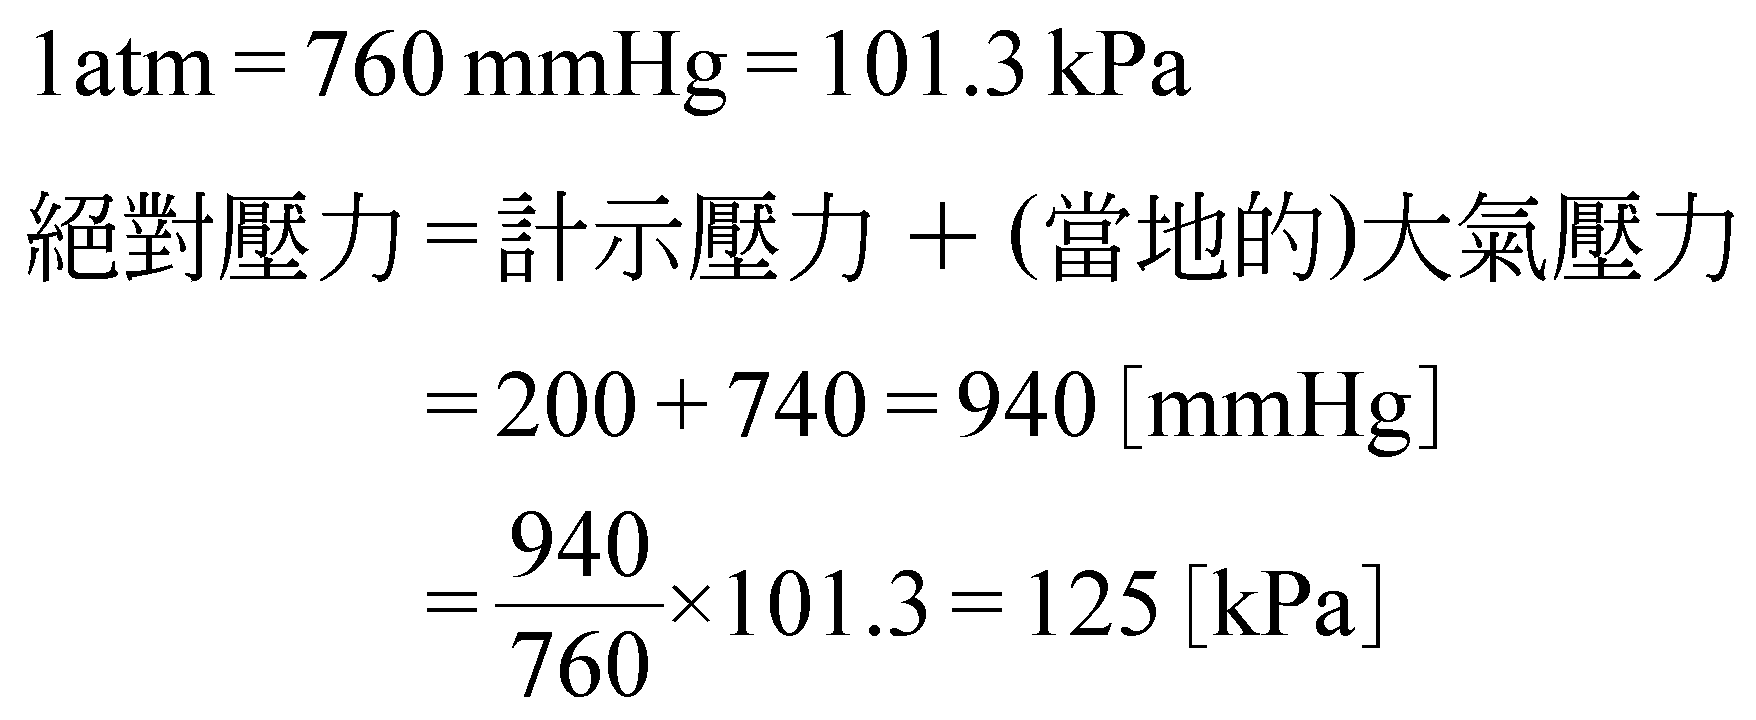 1atm = 760 mmHg = 101.3 kPa
絕對壓力 = 計示壓力 + (當地的)大氣壓力
= 200 + 740 = 940 [mmHg]
= 940/760 × 101.3 = 125 [kPa]